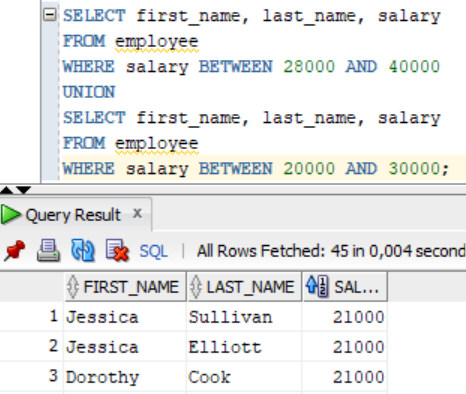 SELECT first_name, last_name, salary
FROM employee
WHERE salary BETWEEN 28000 AND 40000
UNION
SELECT first_name, last_name, salary
FROM employee
WHERE salary BETWEEN 20000 AND 30000;
Query Result x
SQL | All Rows Fetched: 45 in 0,004 second
FIRST_NAME LAST_NAME SAL...
1 Jessica Sullivan 21000
2 Jessica Elliott 21000
3 Dorothy Cook 21000